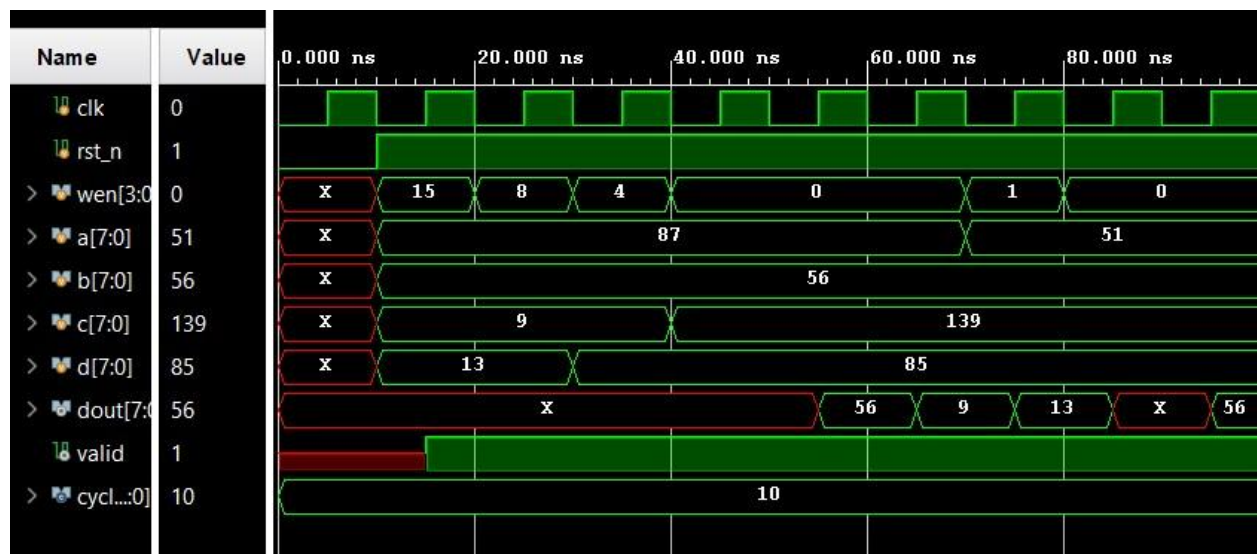 Name Value 0.000 ns 20.000 ns 40.000 ns 60.000 ns 80.000 ns
clk 0
rst_n 1
wen[3:0 0 X 15 8 4 0 1 0
a[7:0] 51 X 87 51
b[7:0] 56 X 56
c[7:0] 139 X 9 139
d[7:0] 85 X 13 85
dout[7:0 56 X 56 9 13 X 56
valid 1
cycl...:0] 10 10